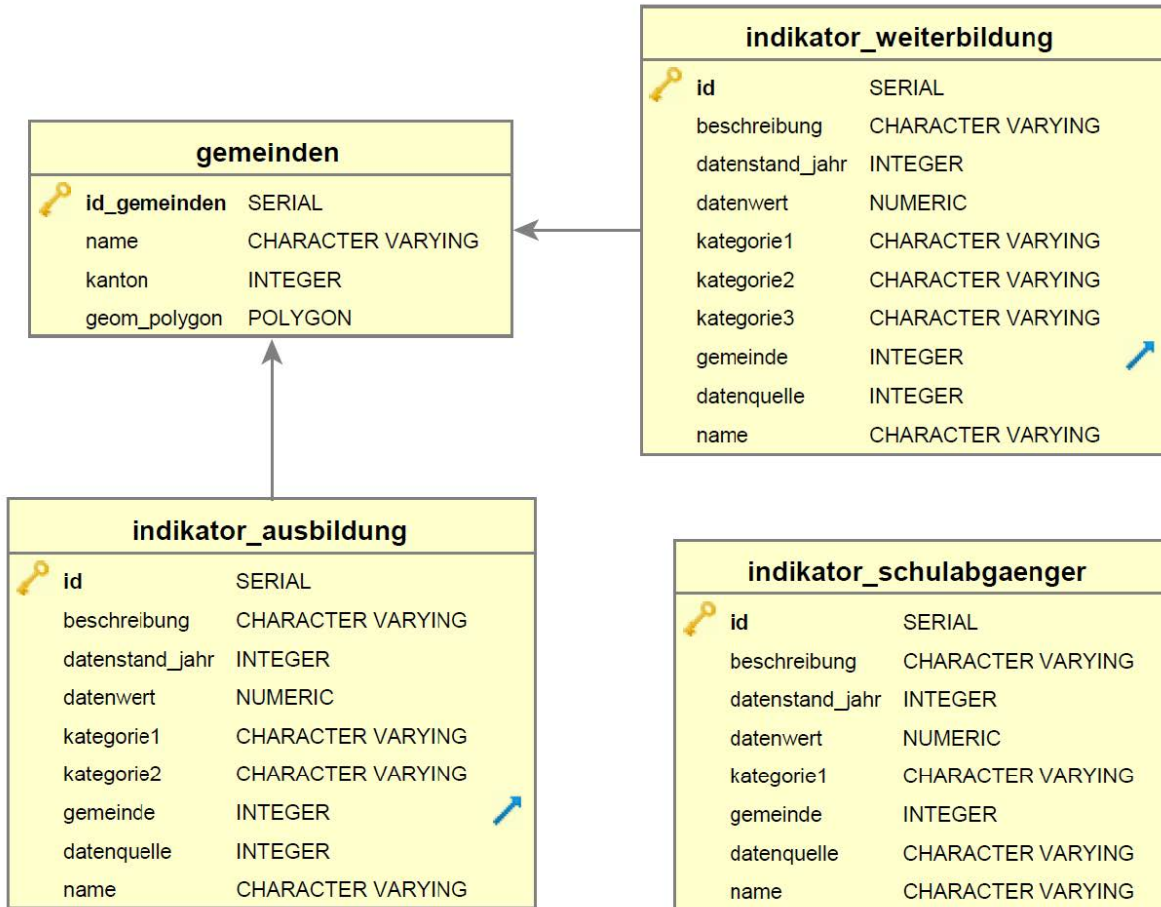 gemeinden
id_gemeinden SERIAL
name CHARACTER VARYING
kanton INTEGER
geom_polygon POLYGON
indikator_weiterbildung
id SERIAL
beschreibung CHARACTER VARYING
datenstand_jahr INTEGER
datenwert NUMERIC
kategorie1 CHARACTER VARYING
kategorie2 CHARACTER VARYING
kategorie3 CHARACTER VARYING
gemeinde INTEGER
datenquelle INTEGER
name CHARACTER VARYING
indikator_ausbildung
id SERIAL
beschreibung CHARACTER VARYING
datenstand_jahr INTEGER
datenwert NUMERIC
kategorie1 CHARACTER VARYING
kategorie2 CHARACTER VARYING
gemeinde INTEGER
datenquelle INTEGER
name CHARACTER VARYING
indikator_schulabgaenger
id SERIAL
beschreibung CHARACTER VARYING
datenstand_jahr INTEGER
datenwert NUMERIC
kategorie1 CHARACTER VARYING
gemeinde INTEGER
datenquelle CHARACTER VARYING
name CHARACTER VARYING